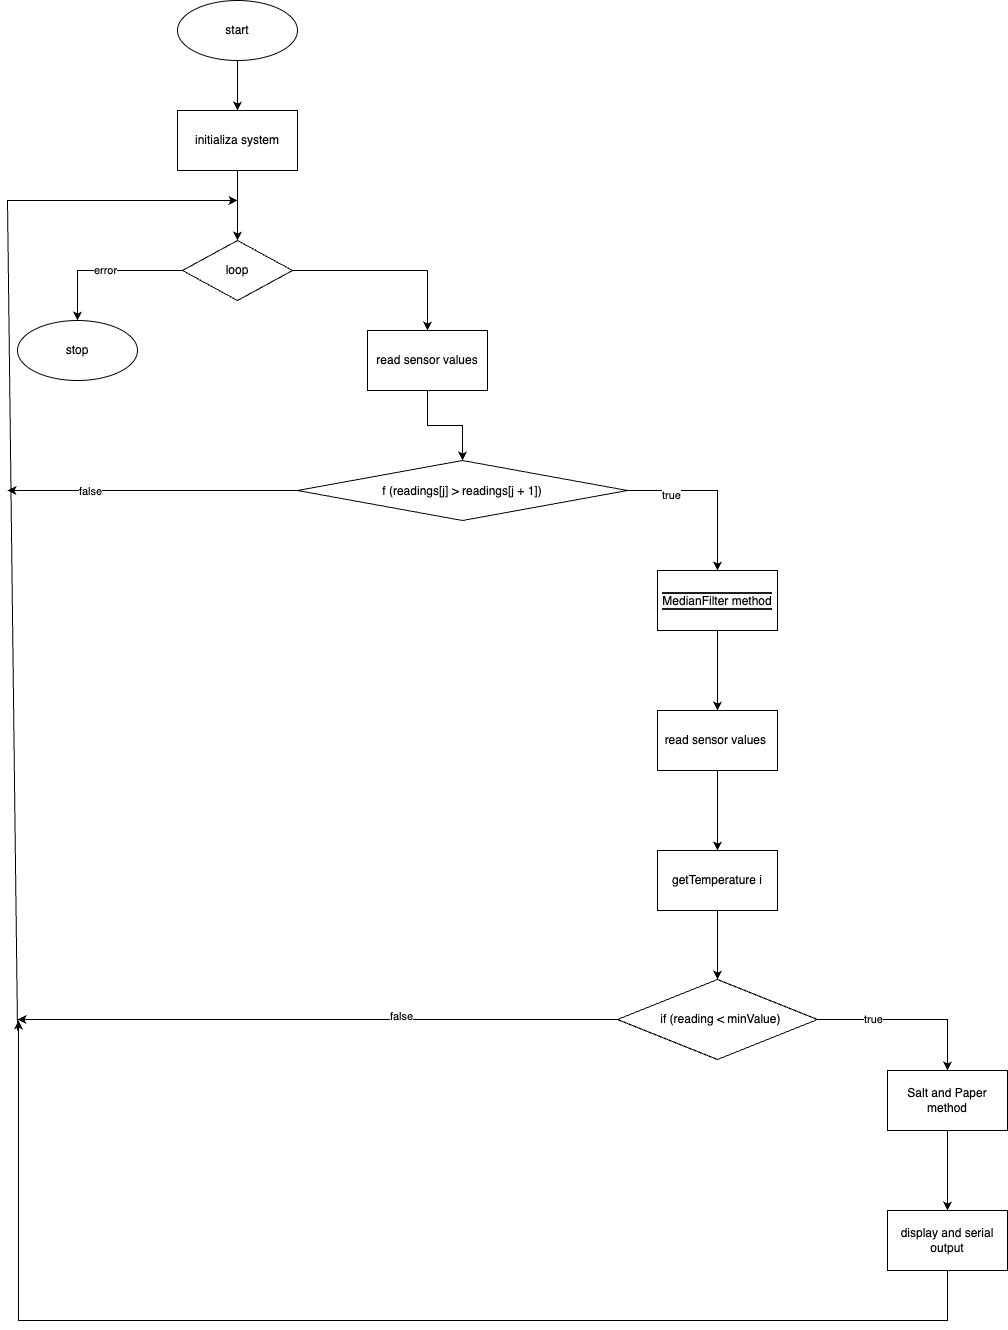 start
initializa system
loop
error
stop
read sensor values
f (readings[j] > readings[j + 1])
false
true
MedianFilter method
read sensor values
getTemperature i
if (reading < minValue)
false
true
Salt and Paper
method
display and serial
output